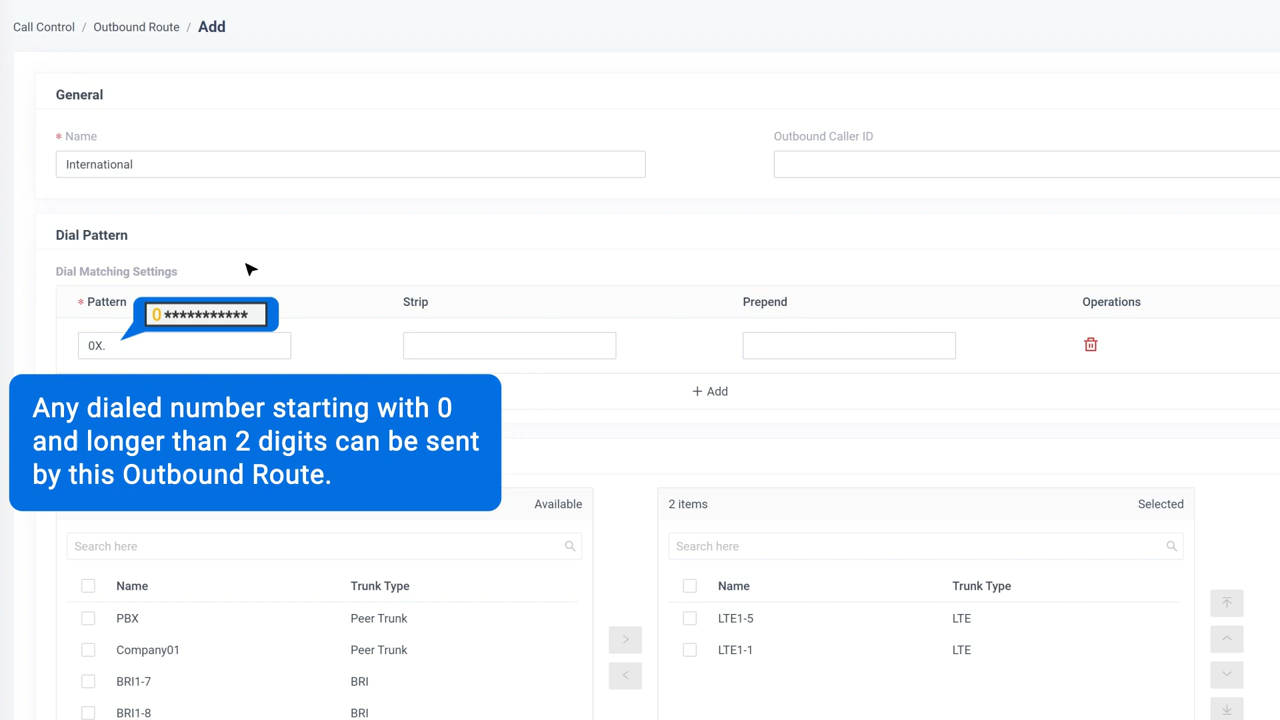 Call Control / Outbound Route / Add
General
* Name
Outbound Caller ID
International
Dial Pattern
Dial Matching Settings
* Pattern
Strip
Prepend
Operations
0***********
0X.
+ Add
Any dialed number starting with 0
and longer than 2 digits can be sent
by this Outbound Route.
Available
2 items
Selected
Search here
Search here
Name
Trunk Type
Name
Trunk Type
PBX
Peer Trunk
LTE1-5
LTE
Company01
Peer Trunk
LTE1-1
LTE
BRI1-7
BRI
BRI1-8
BRI